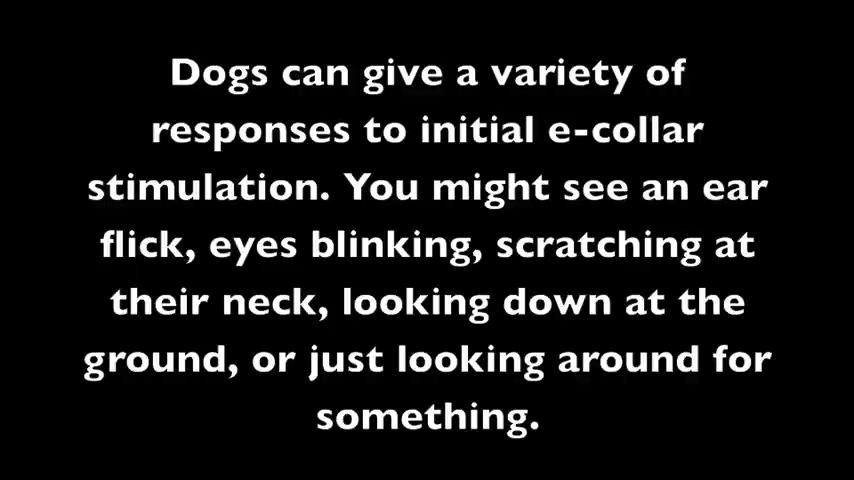 Dogs can give a variety of
responses to initial e-collar
stimulation. You might see an ear
flick, eyes blinking, scratching at
their neck, looking down at the
ground, or just looking around for
something.